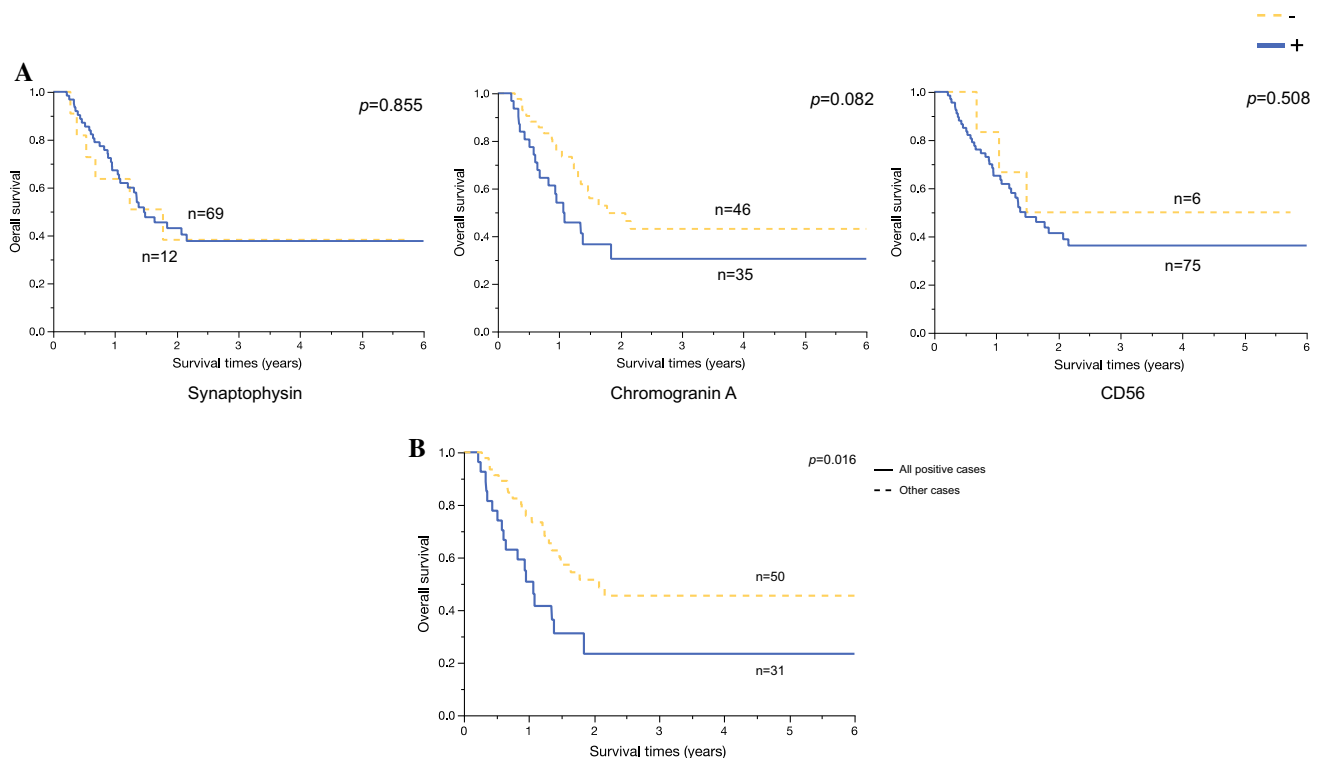 -
+
A
p=0.855
Oerall survival
1.0
0.8
0.6
0.4
0.2
0.0
n=69
n=12
0 1 2 3 4 5 6
Survival times (years)
Synaptophysin
p=0.082
Overall survival
1.0
0.8
0.6
0.4
0.2
0.0
n=46
n=35
0 1 2 3 4 5 6
Survival times (years)
Chromogranin A
p=0.508
Overall survival
1.0
0.8
0.6
0.4
0.2
0.0
n=6
n=75
0 1 2 3 4 5 6
Survival times (years)
CD56
B
p=0.016
All positive cases
Other cases
Overall survival
1.0
0.8
0.6
0.4
0.2
0.0
n=50
n=31
0 1 2 3 4 5 6
Survival times (years)